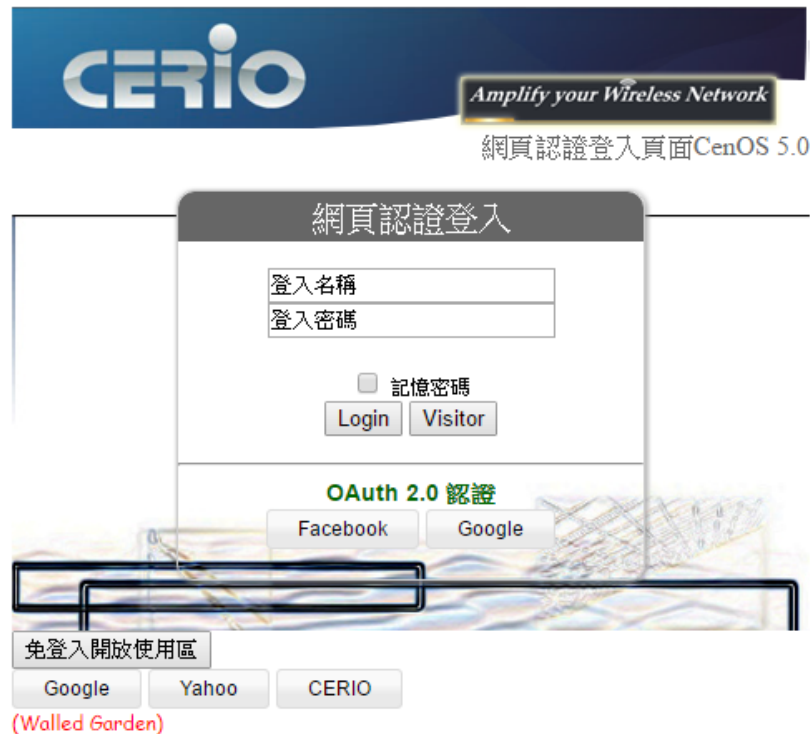 CERIO
Amplify your Wireless Network
網頁認證登入頁面CenOS 5.0
網頁認證登入
登入名稱
登入密碼
記憶密碼
Login Visitor
OAuth 2.0 認證
Facebook Google
免登入開放使用區
Google Yahoo CERIO
(Walled Garden)